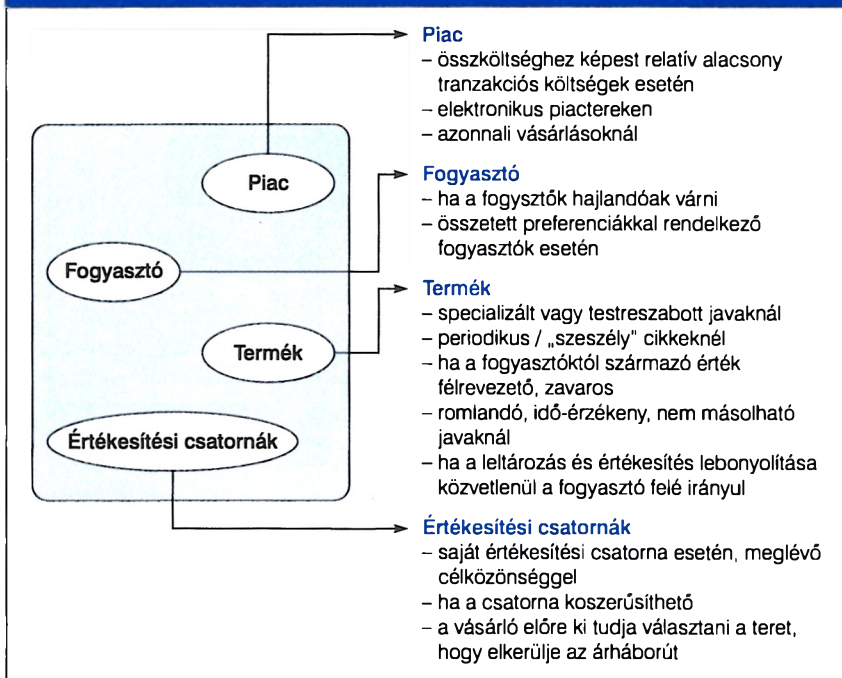 Piac
– összköltséghez képest relatív alacsony
tranzakciós költségek esetén
– elektronikus piactereken
– azonnali vásárlásoknál
Piac
Fogyasztó
– ha a fogysztők hajlandóak várni
– összetett preferenciákkal rendelkező
fogyasztók esetén
Fogyasztó
Termék
– specializált vagy testreszabott javaknál
– periodikus / „szeszély" cikkeknél
– ha a fogyasztóktól származó érték
félrevezető, zavaros
– romlandó, idő-érzékeny, nem másolható
javaknál
– ha a leltározás és értékesítés lebonyolítása
közvetlenül a fogyasztó felé irányul
Termék
Értékesítési csatornák
Értékesítési csatornák
– saját értékesítési csatorna esetén, meglévő
célközönséggel
– ha a csatorna koszerűsíthető
– a vásárló előre ki tudja választani a teret,
hogy elkerülje az árháborút